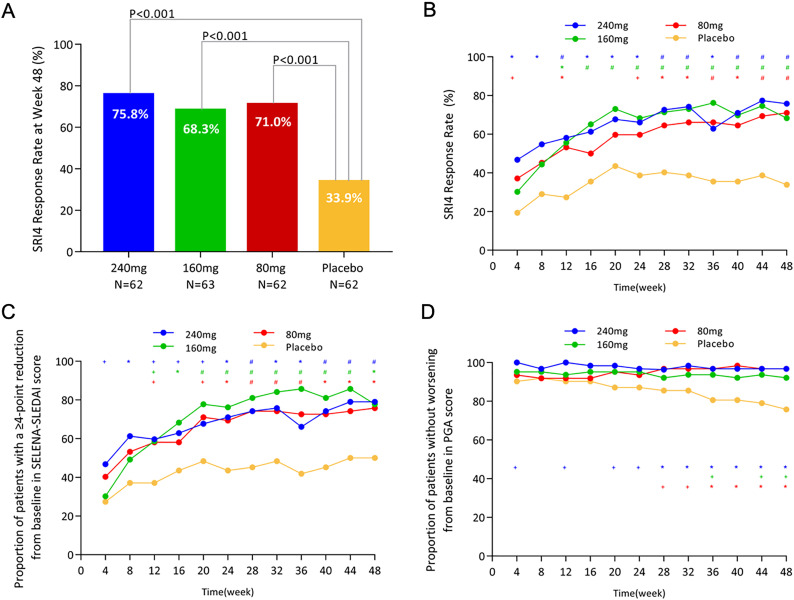 A
P<0.001
P<0.001
P<0.001
SRI4 Response Rate at Week 48 (%)
100
80
60
40
20
0
75.8%
68.3%
71.0%
33.9%
240mg
160mg
80mg
Placebo
N=62
N=63
N=62
N=62
B
240mg
80mg
160mg
Placebo
SRI4 Response Rate (%)
* * # * * * # # * # # #
* # # # # # # # # #
+ * + * * # * # #
100
80
60
40
20
0
0 4 8 12 16 20 24 28 32 36 40 44 48
Time(week)
C
240mg
80mg
160mg
Placebo
Proportion of patients with a ≥4-point reduction
from baseline in SELENA-SLEDAI score
+ * + + + * # * * # # #
+ * # # # # # # # *
+ + * # # # * * *
100
80
60
40
20
0
0 4 8 12 16 20 24 28 32 36 40 44 48
Time(week)
D
240mg
80mg
160mg
Placebo
Proportion of patients without worsening
from baseline in PGA score
100
80
60
40
20
0
+ + + + * * * * * *
+ + +
+ + * * * *
0 4 8 12 16 20 24 28 32 36 40 44 48
Time(week)